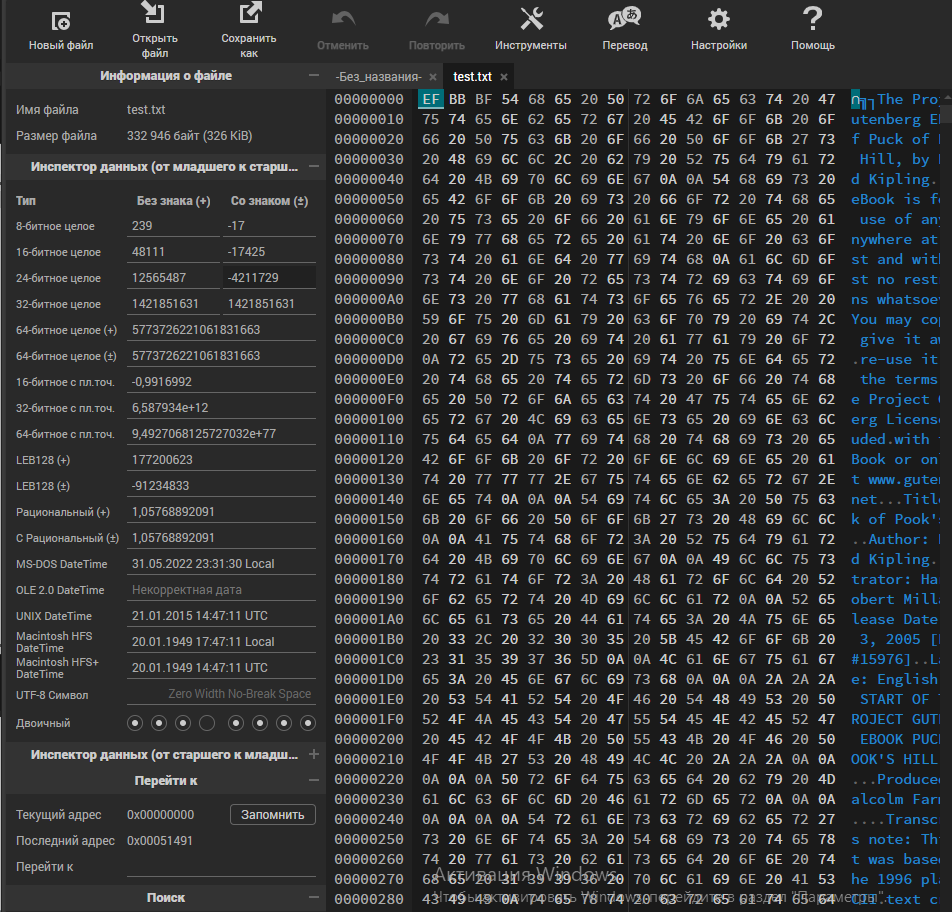 Новый файл
Открыть
файл
Сохранить
как
Отменить
Повторить
Инструменты
Перевод
Настройки
Помощь
Информация о файле
Имя файла test.txt
Размер файла 332 946 байт (326 KiB)
Инспектор данных (от младшего к старш...
Тип Без знака (+) Со знаком (±)
8-битное целое 239 -17
16-битное целое 48111 -17425
24-битное целое 12565487 -4211729
32-битное целое 1421851631 1421851631
64-битное целое (+) 5773726221061831663
64-битное целое (±) 5773726221061831663
16-битное с пл.точ. -0,9916992
32-битное с пл.точ. 6,587934e+12
64-битное с пл.точ. 9,4927068125727032e+77
LEB128 (+) 177200623
LEB128 (±) -91234833
Рациональный (+) 1,05768892091
С Рациональный (±) 1,05768892091
MS-DOS DateTime 31.05.2022 23:31:30 Local
OLE 2.0 DateTime Некорректная дата
UNIX DateTime 21.01.2015 14:47:11 UTC
Macintosh HFS
DateTime 20.01.1949 17:47:11 Local
Macintosh HFS+
DateTime 20.01.1949 14:47:11 UTC
UTF-8 Символ Zero Width No-Break Space
Двоичный
Инспектор данных (от старшего к младш...
Перейти к
Текущий адрес 0x00000000 Запомнить
Последний адрес 0x00051491
Перейти к
Поиск
-Без_названия- × test.txt ×
00000000 EF BB BF 54 68 65 20 50 72 6F 6A 65 63 74 20 47 ∩╗┐The Pro
00000010 75 74 65 6E 62 65 72 67 20 45 42 6F 6F 6B 20 6F utenberg E
00000020 66 20 50 75 63 6B 20 6F 66 20 50 6F 6F 6B 27 73 f Puck of
00000030 20 48 69 6C 6C 2C 20 62 79 20 52 75 64 79 61 72 Hill, by
00000040 64 20 4B 69 70 6C 69 6E 67 0A 0A 54 68 69 73 20 d Kipling.
00000050 65 42 6F 6F 6B 20 69 73 20 66 6F 72 20 74 68 65 eBook is f
00000060 20 75 73 65 20 6F 66 20 61 6E 79 6F 6E 65 20 61 use of an
00000070 6E 79 77 68 65 72 65 20 61 74 20 6E 6F 20 63 6F nywhere at
00000080 73 74 20 61 6E 64 20 77 69 74 68 0A 61 6C 6D 6F st and wit
00000090 73 74 20 6E 6F 20 72 65 73 74 72 69 63 74 69 6F st no rest
000000A0 6E 73 20 77 68 61 74 73 6F 65 76 65 72 2E 20 20 ns whatsoe
000000B0 59 6F 75 20 6D 61 79 20 63 6F 70 79 20 69 74 2C You may co
000000C0 20 67 69 76 65 20 69 74 20 61 77 61 79 20 6F 72 give it a
000000D0 0A 72 65 2D 75 73 65 20 69 74 20 75 6E 64 65 72 .re-use it
000000E0 20 74 68 65 20 74 65 72 6D 73 20 6F 66 20 74 68 the terms
000000F0 65 20 50 72 6F 6A 65 63 74 20 47 75 74 65 6E 62 e Project
00000100 65 72 67 20 4C 69 63 65 6E 73 65 20 69 6E 63 6C erg Licens
00000110 75 64 65 64 0A 77 69 74 68 20 74 68 69 73 20 65 uded.with
00000120 42 6F 6F 6B 20 6F 72 20 6F 6E 6C 69 6E 65 20 61 Book or on
00000130 74 20 77 77 77 2E 67 75 74 65 6E 62 65 72 67 2E t www.gute
00000140 6E 65 74 0A 0A 0A 54 69 74 6C 65 3A 20 50 75 63 net...Titl
00000150 6B 20 6F 66 20 50 6F 6F 6B 27 73 20 48 69 6C 6C k of Pook'
00000160 0A 0A 41 75 74 68 6F 72 3A 20 52 75 64 79 61 72 ..Author:
00000170 64 20 4B 69 70 6C 69 6E 67 0A 0A 49 6C 6C 75 73 d Kipling.
00000180 74 72 61 74 6F 72 3A 20 48 61 72 6F 6C 64 20 52 trator: Ha
00000190 6F 62 65 72 74 20 4D 69 6C 6C 61 72 0A 0A 52 65 obert Mill
000001A0 6C 65 61 73 65 20 44 61 74 65 3A 20 4A 75 6E 65 lease Date
000001B0 20 33 2C 20 32 30 30 35 20 5B 45 42 6F 6F 6B 20 3, 2005 [
000001C0 23 31 35 39 37 36 5D 0A 0A 4C 61 6E 67 75 61 67 #15976]..L
000001D0 65 3A 20 45 6E 67 6C 69 73 68 0A 0A 0A 2A 2A 2A e: English
000001E0 20 53 54 41 52 54 20 4F 46 20 54 48 49 53 20 50 START OF
000001F0 52 4F 4A 45 43 54 20 47 55 54 45 4E 42 45 52 47 ROJECT GUT
00000200 20 45 42 4F 4F 4B 20 50 55 43 4B 20 4F 46 20 50 EBOOK PUC
00000210 4F 4F 4B 27 53 20 48 49 4C 4C 20 2A 2A 2A 0A 0A OOK'S HILL
00000220 0A 0A 0A 50 72 6F 64 75 63 65 64 20 62 79 20 4D ...Produce
00000230 61 6C 63 6F 6C 6D 20 46 61 72 6D 65 72 0A 0A 0A alcolm Far
00000240 0A 0A 0A 0A 54 72 61 6E 73 63 72 69 62 65 72 27 ....Transc
00000250 73 20 6E 6F 74 65 3A 20 54 68 69 73 20 74 65 78 s note: Th
00000260 74 20 77 61 73 20 62 61 73 65 64 20 6F 6E 20 74 t was base
00000270 68 65 20 31 39 39 36 20 70 6C 61 69 6E 20 41 53 he 1996 pl
00000280 43 49 49 0A 74 65 78 74 20 63 72 65 61 74 65 64 .text c
Активация Windows
Чтобы активировать Windows, перейдите в раздел "Параметры".